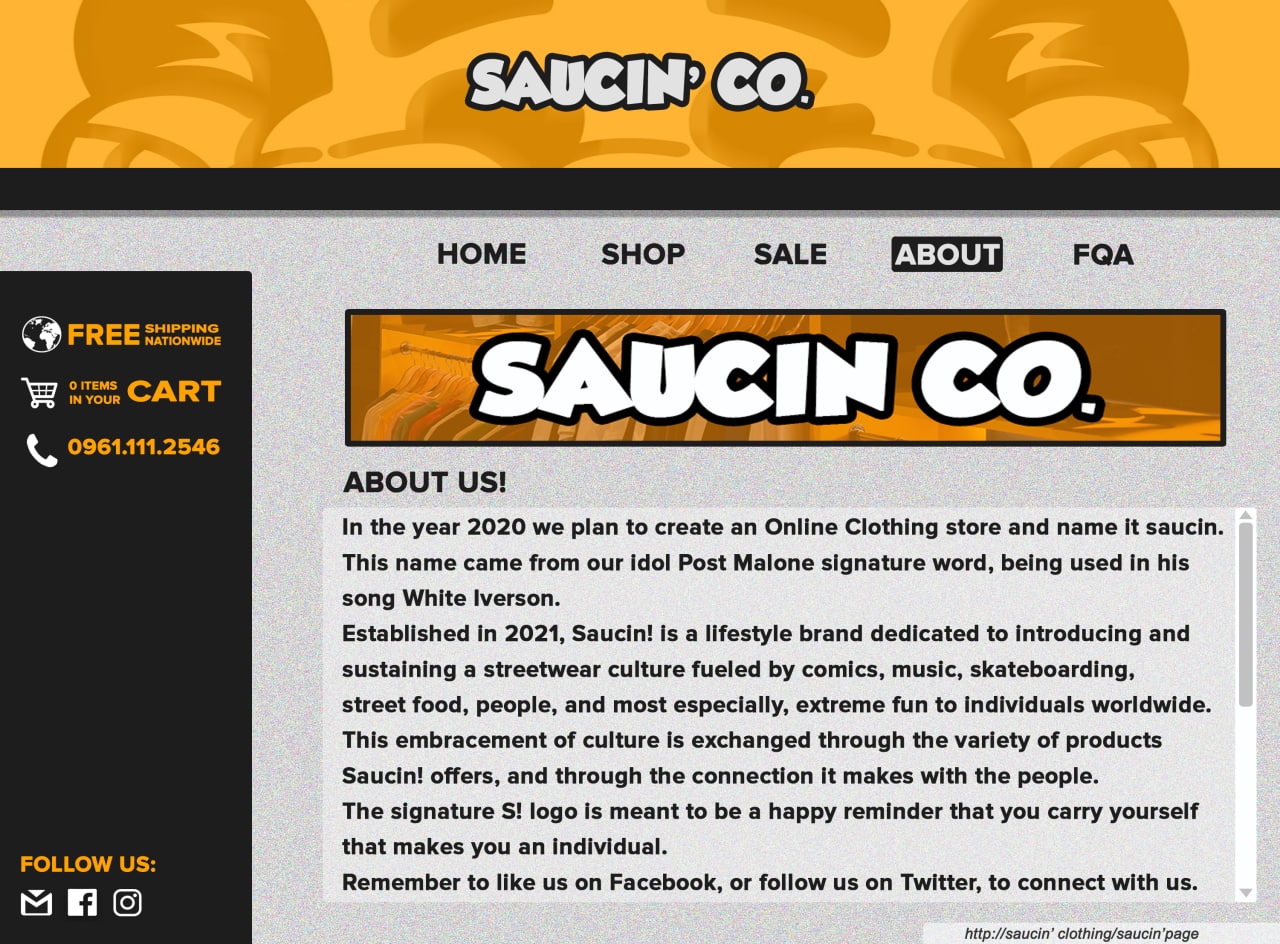 SAUCIN' CO.
HOME SHOP SALE ABOUT FQA
FREE SHIPPING NATIONWIDE
0 ITEMS IN YOUR CART
0961.111.2546
SAUCIN CO.
ABOUT US!
In the year 2020 we plan to create an Online Clothing store and name it saucin.
This name came from our idol Post Malone signature word, being used in his
song White Iverson.
Established in 2021, Saucin! is a lifestyle brand dedicated to introducing and
sustaining a streetwear culture fueled by comics, music, skateboarding,
street food, people, and most especially, extreme fun to individuals worldwide.
This embracement of culture is exchanged through the variety of products
Saucin! offers, and through the connection it makes with the people.
The signature S! logo is meant to be a happy reminder that you carry yourself
that makes you an individual.
Remember to like us on Facebook, or follow us on Twitter, to connect with us.
FOLLOW US:
http://saucin' clothing/saucin'page